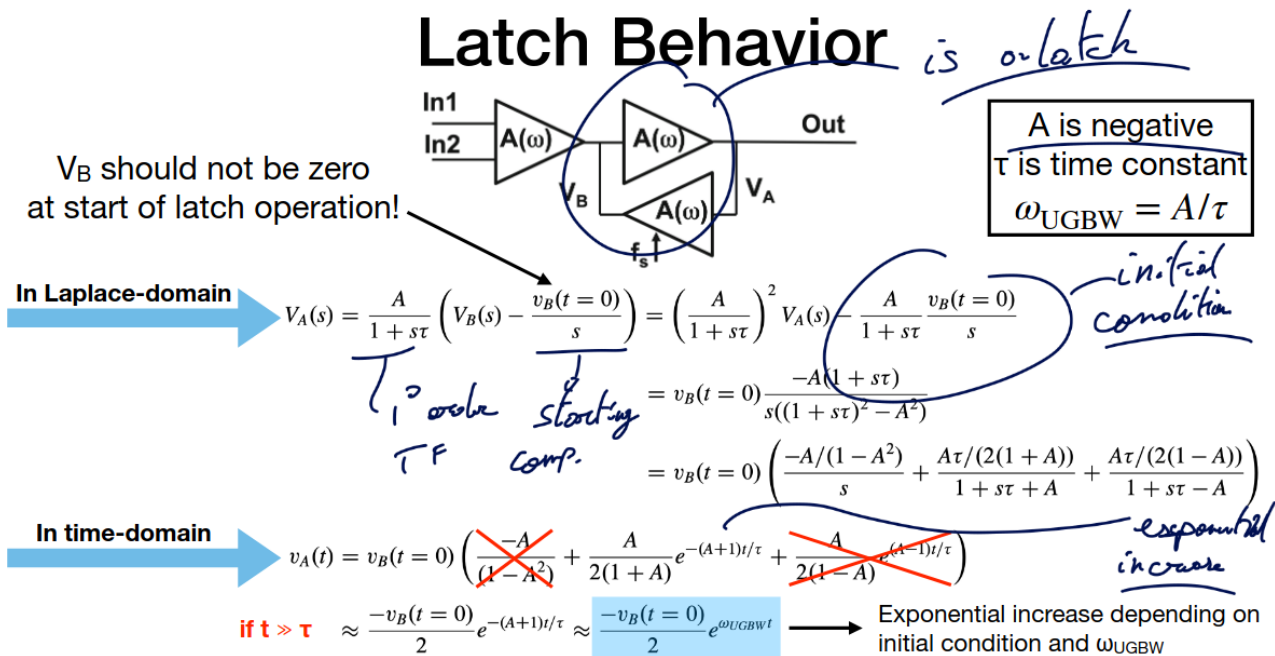 Latch Behavior
is a latch
In1
In2
A(ω)
A(ω)
Out
A is negative
τ is time constant
ω_UGBW = A/τ
V_B should not be zero
at start of latch operation!
V_B
A(ω)
V_A
f_s
In Laplace-domain
V_A(s) = A/(1 + sτ) (V_B(s) − v_B(t = 0)/s) = (A/(1 + sτ))² V_A(s) − A/(1 + sτ) v_B(t = 0)/s
initial
condition
= v_B(t = 0) −A(1 + sτ)/(s((1 + sτ)² − A²))
1° order
TF
starting
comp.
= v_B(t = 0) ((−A/(1 − A²))/s + (Aτ/(2(1 + A)))/(1 + sτ + A) + (Aτ/(2(1 − A)))/(1 + sτ − A))
In time-domain
v_A(t) = v_B(t = 0) (−A/(1 − A²) + A/(2(1 + A)) e^{−(A+1)t/τ} + A/(2(1 − A)) e^{(A−1)t/τ})
exponential
increase
if t ≫ τ ≈ −v_B(t = 0)/2 e^{−(A+1)t/τ} ≈ −v_B(t = 0)/2 e^{ω_UGBW t}
Exponential increase depending on
initial condition and ω_UGBW